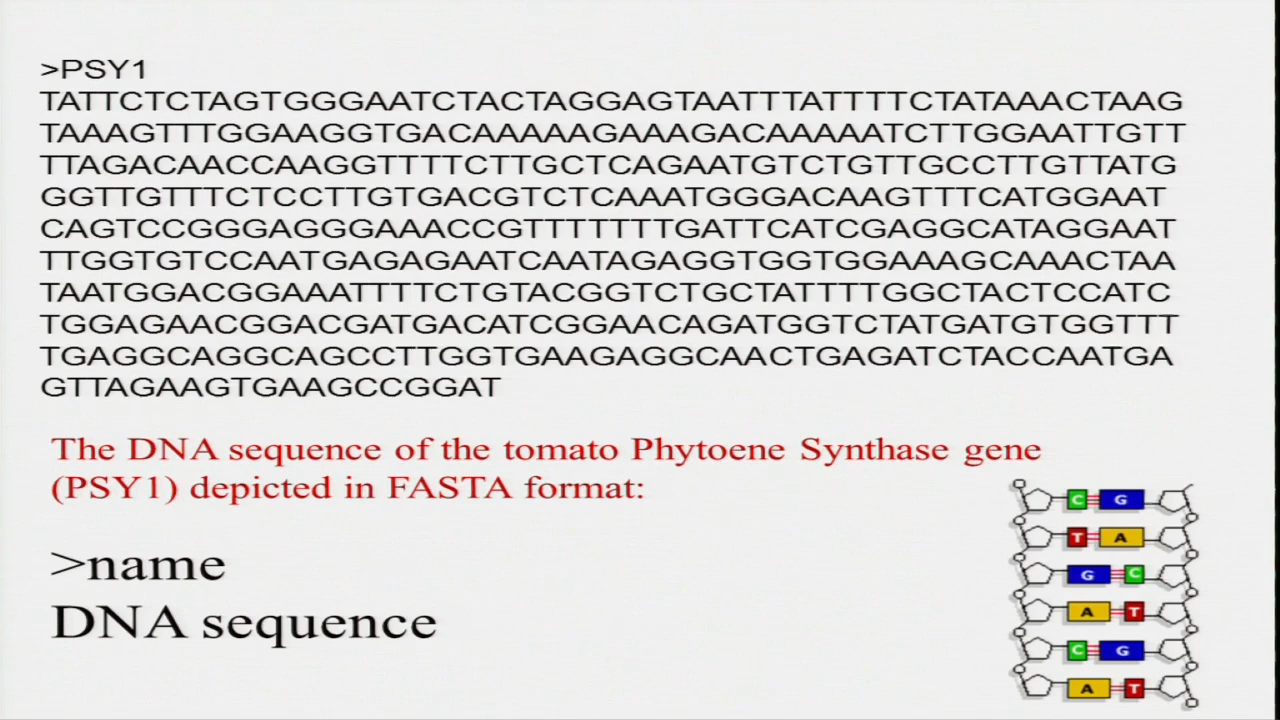 >PSY1
TATTCTCTAGTGGGAATCTACTAGGAGTAATTTATTTTCTATAAACTAAG
TAAAGTTTGGAAGGTGACAAAAAGAAAGACAAAAATCTTGGAATTGTT
TTAGACAACCAAGGTTTTCTTGCTCAGAATGTCTGTTGCCTTGTTATG
GGTTGTTTCTCCTTGTGACGTCTCAAATGGGACAAGTTTCATGGAAT
CAGTCCGGGAGGGAAACCGTTTTTTTGATTCATCGAGGCATAGGAAT
TTGGTGTCCAATGAGAGAATCAATAGAGGTGGTGGAAAGCAAACTAA
TAATGGACGGAAATTTTCTGTACGGTCTGCTATTTTGGCTACTCCATC
TGGAGAACGGACGATGACATCGGAACAGATGGTCTATGATGTGGTTT
TGAGGCAGGCAGCCTTGGTGAAGAGGCAACTGAGATCTACCAATGA
GTTAGAAGTGAAGCCGGAT
The DNA sequence of the tomato Phytoene Synthase gene
(PSY1) depicted in FASTA format:
>name
DNA sequence
C G
T A
G C
A T
C G
A T